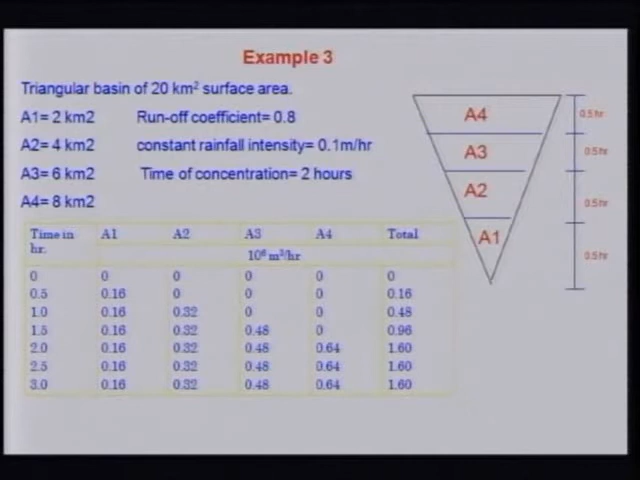 Example 3
Triangular basin of 20 km² surface area.
A1= 2 km2 Run-off coefficient= 0.8
A2= 4 km2 constant rainfall intensity= 0.1m/hr
A3= 6 km2 Time of concentration= 2 hours
A4= 8 km2
A4 0.5 hr
A3 0.5 hr
A2 0.5 hr
A1 0.5 hr
Time in hr. A1 A2 A3 A4 Total
10⁶ m³/hr
0 0 0 0 0 0
0.5 0.16 0 0 0 0.16
1.0 0.16 0.32 0 0 0.48
1.5 0.16 0.32 0.48 0 0.96
2.0 0.16 0.32 0.48 0.64 1.60
2.5 0.16 0.32 0.48 0.64 1.60
3.0 0.16 0.32 0.48 0.64 1.60